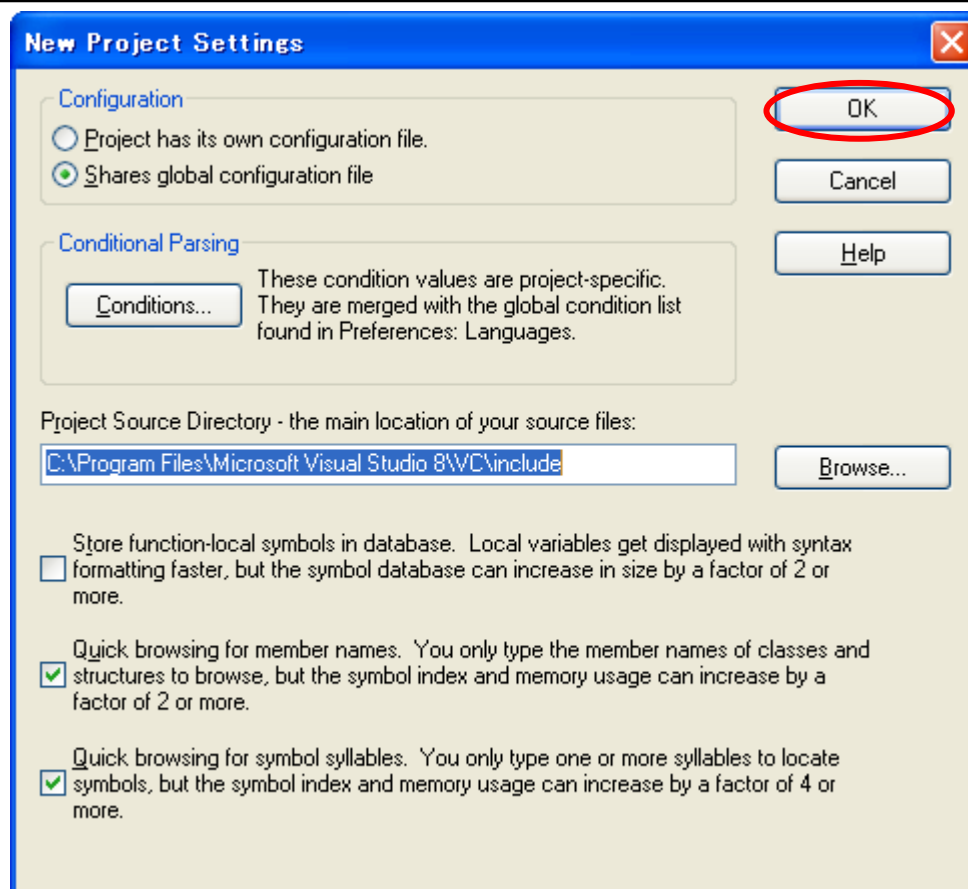 New Project Settings
Configuration
Project has its own configuration file.
Shares global configuration file
OK
Cancel
Help
Conditional Parsing
Conditions...
These condition values are project-specific.
They are merged with the global condition list
found in Preferences: Languages.
Project Source Directory - the main location of your source files:
C:\Program Files\Microsoft Visual Studio 8\VC\include
Browse...
Store function-local symbols in database. Local variables get displayed with syntax
formatting faster, but the symbol database can increase in size by a factor of 2 or
more.
Quick browsing for member names. You only type the member names of classes and
structures to browse, but the symbol index and memory usage can increase by a
factor of 2 or more.
Quick browsing for symbol syllables. You only type one or more syllables to locate
symbols, but the symbol index and memory usage can increase by a factor of 4 or
more.